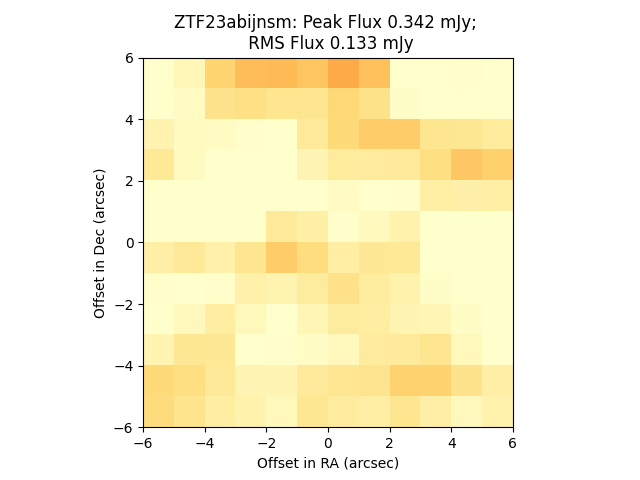 ZTF23abijnsm: Peak Flux 0.342 mJy;
RMS Flux 0.133 mJy
6
4
2
0
−2
−4
−6
Offset in Dec (arcsec)
−6 −4 −2 0 2 4 6
Offset in RA (arcsec)